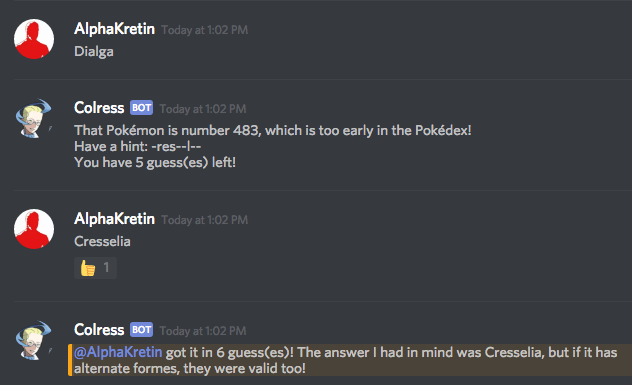 AlphaKretin Today at 1:02 PM
Dialga
Colress BOT Today at 1:02 PM
That Pokémon is number 483, which is too early in the Pokédex!
Have a hint: -res--l--
You have 5 guess(es) left!
AlphaKretin Today at 1:02 PM
Cresselia
1
Colress BOT Today at 1:02 PM
@AlphaKretin got it in 6 guess(es)! The answer I had in mind was Cresselia, but if it has
alternate formes, they were valid too!